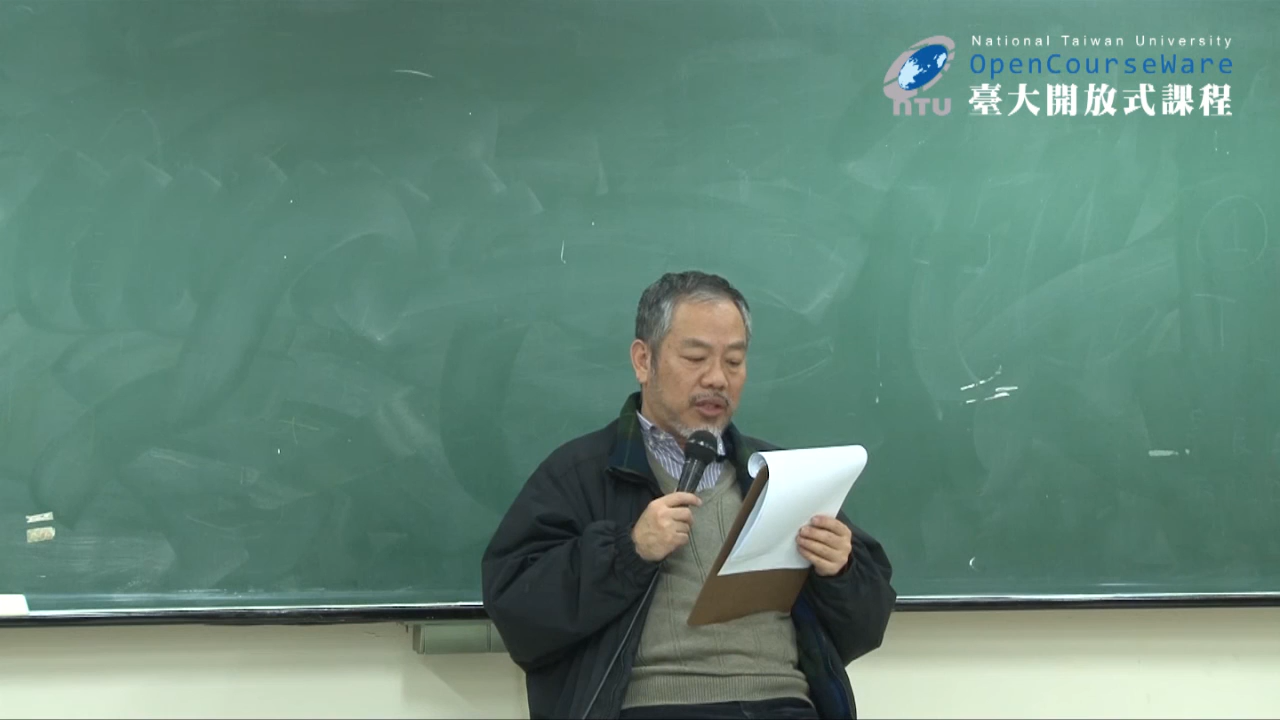 National Taiwan University
OpenCourseWare
臺大開放式課程
NTU